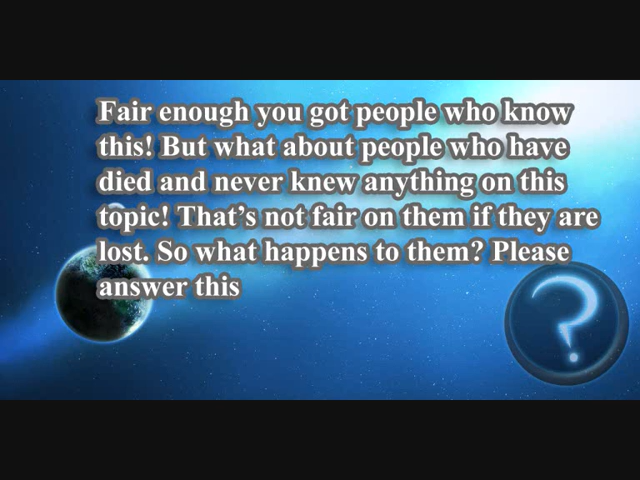 Fair enough you got people who know
this! But what about people who have
died and never knew anything on this
topic! That's not fair on them if they are
lost. So what happens to them? Please
answer this